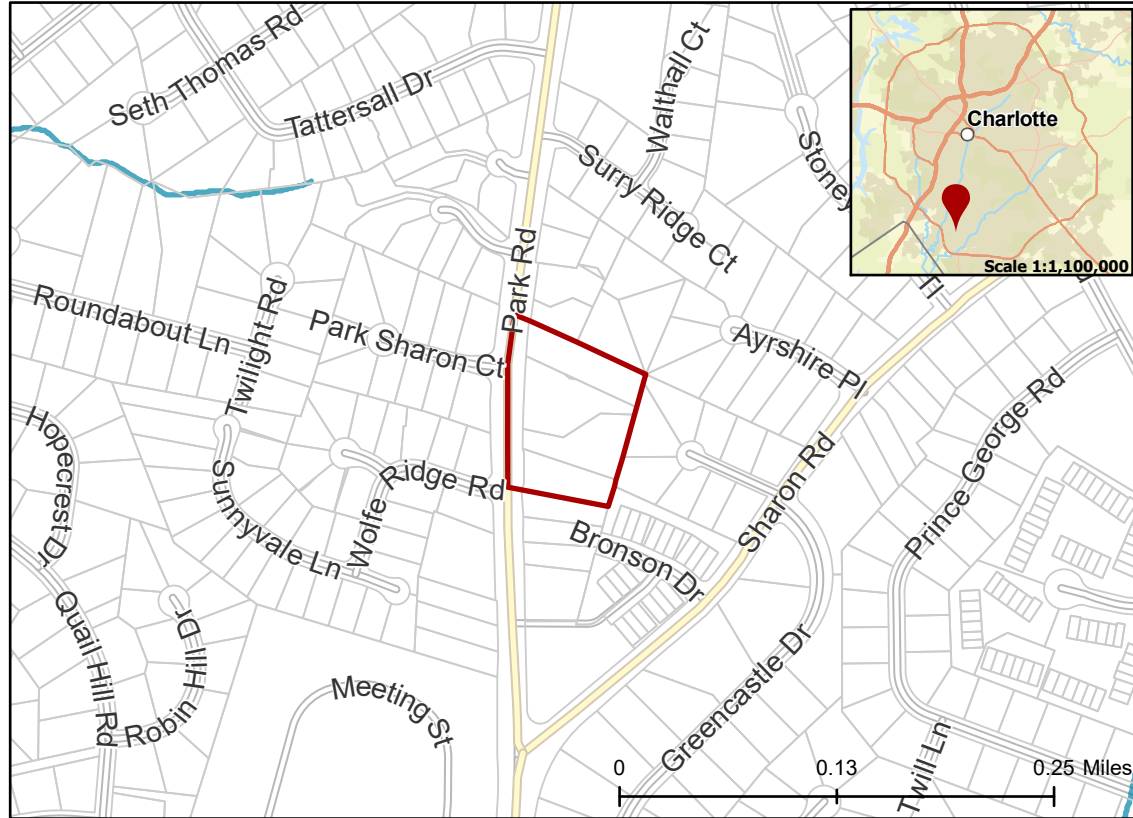 Seth Thomas Rd
Tattersall Dr
Walthall Ct
Surry Ridge Ct
Charlotte
Scale 1:1,100,000
Park Rd
Roundabout Ln
Twilight Rd
Park Sharon Ct
Ayrshire Pl
Hopecrest Dr
Sunnyvale Ln
Wolfe Ridge Rd
Bronson Dr
Sharon Rd
Prince George Rd
Quail Hill Rd
Robin Hill Dr
Meeting St
Greencastle Dr
Twill Ln
0
0.13
0.25 Miles
Stoney